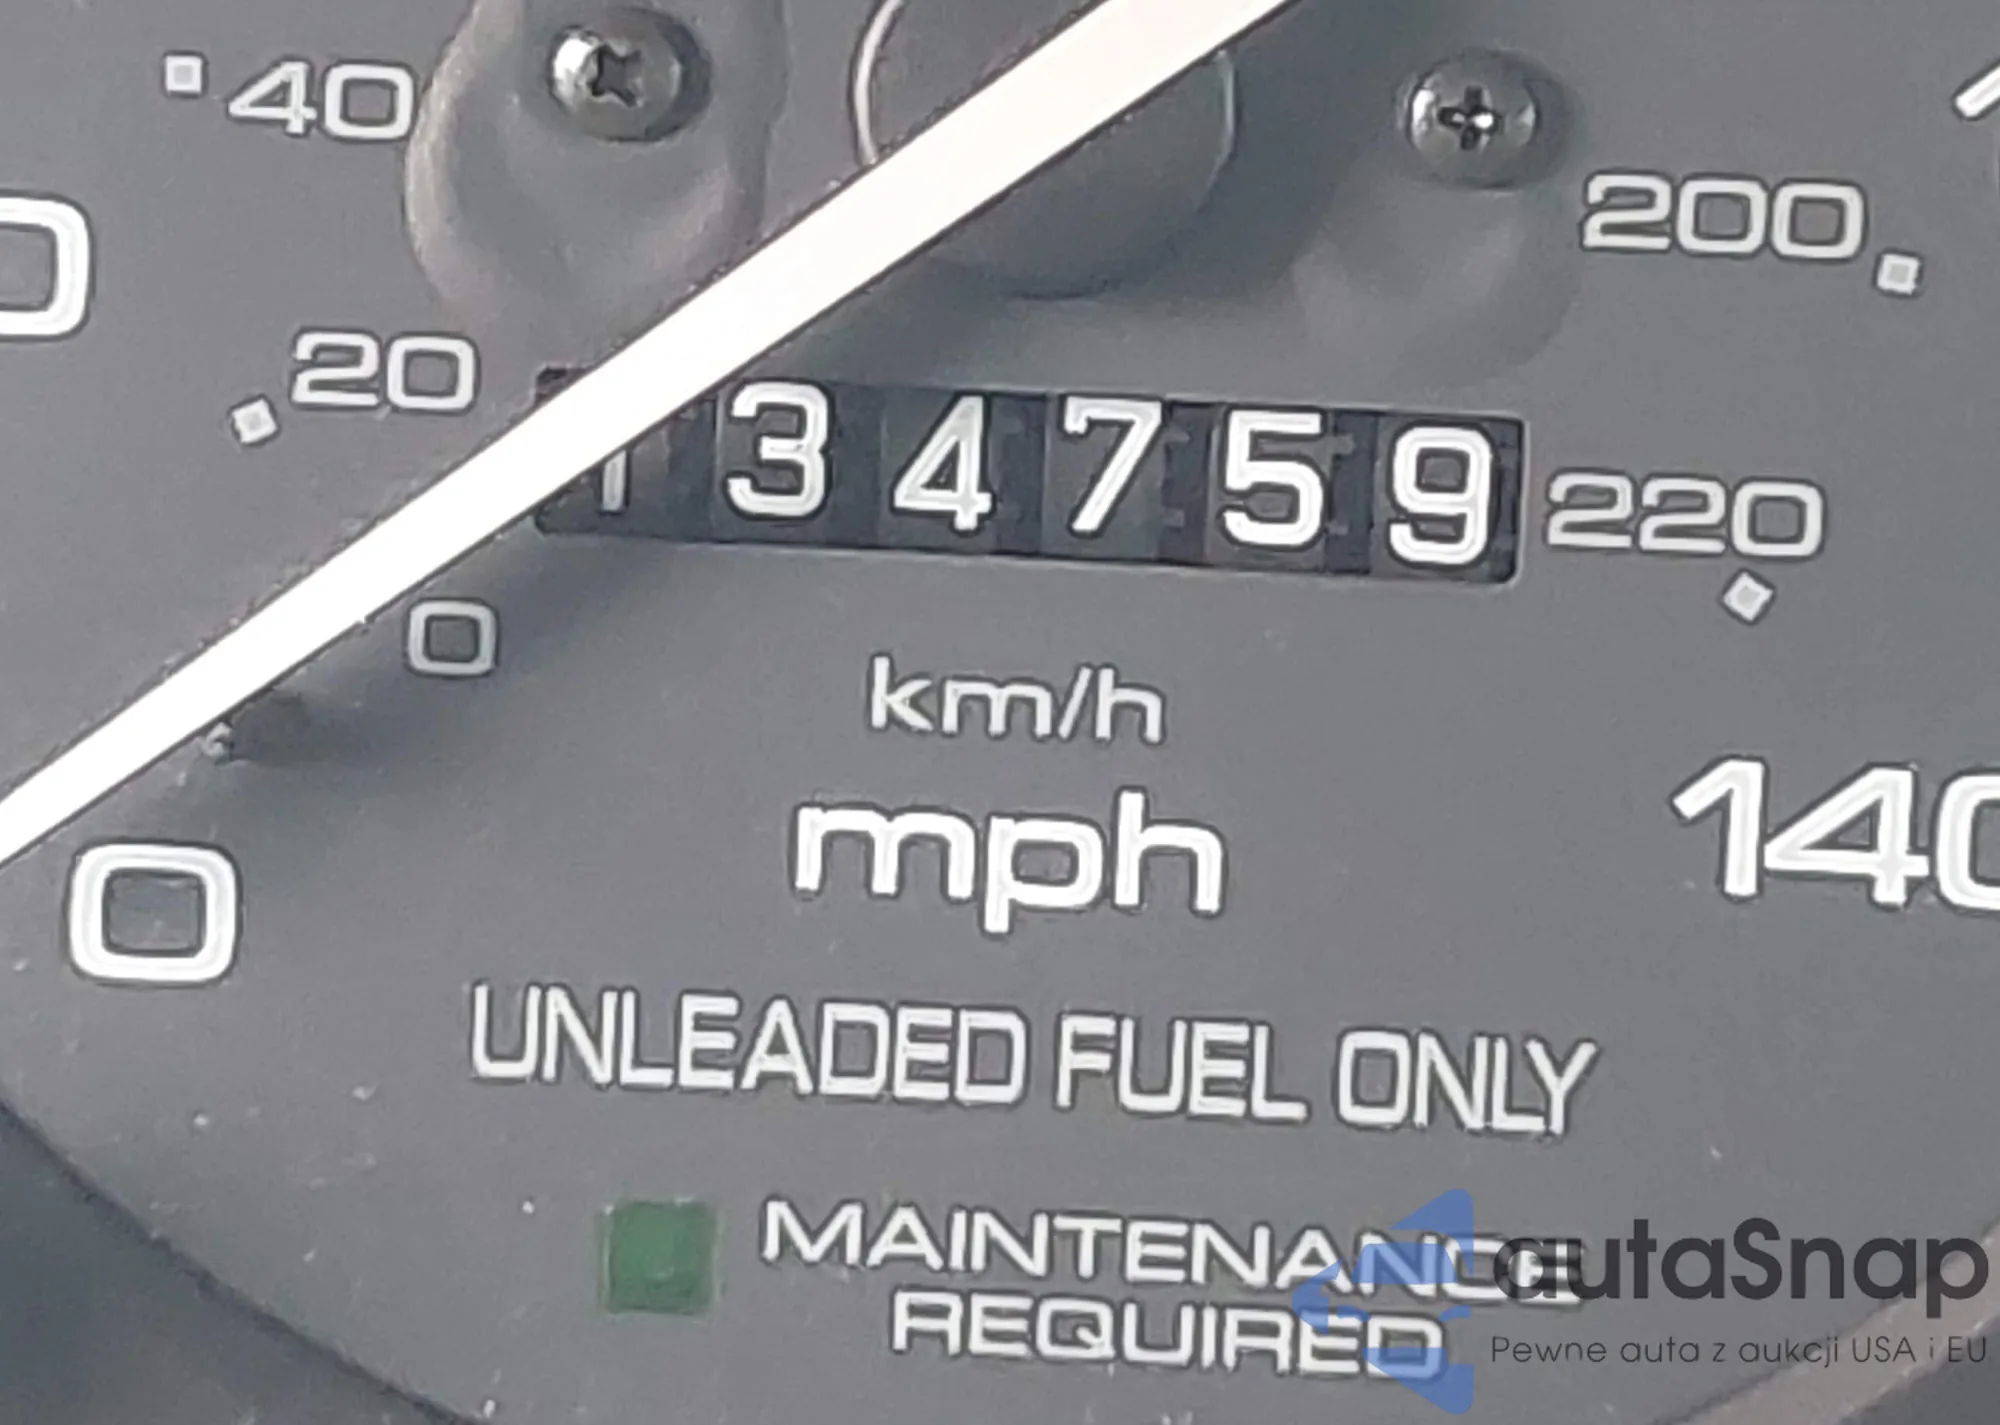 40
200
20
134759
220
0
km/h
mph
140
0
UNLEADED FUEL ONLY
MAINTENANCE
REQUIRED
autaSnap
Pewne auta z aukcji USA i EU